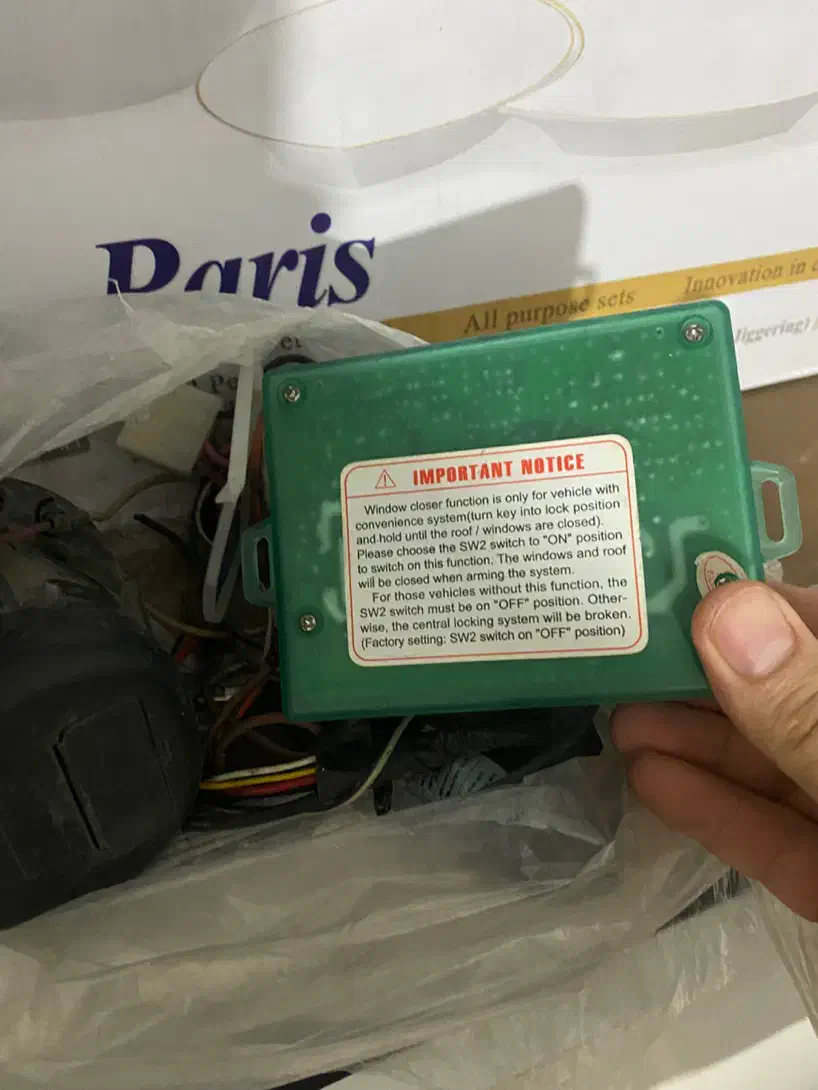 Paris
All purpose sets
Innovation in
et
Pe
Jiggering)
IMPORTANT NOTICE
Window closer function is only for vehicle with
convenience system(turn key into lock position
and hold until the roof / windows are closed).
Please choose the SW2 switch to "ON" position
to switch on this function. The windows and roof
will be closed when arming the system.
For those vehicles without this function, the
SW2 switch must be on "OFF" position. Other-
wise, the central locking system will be broken.
(Factory setting: SW2 switch on "OFF" position)